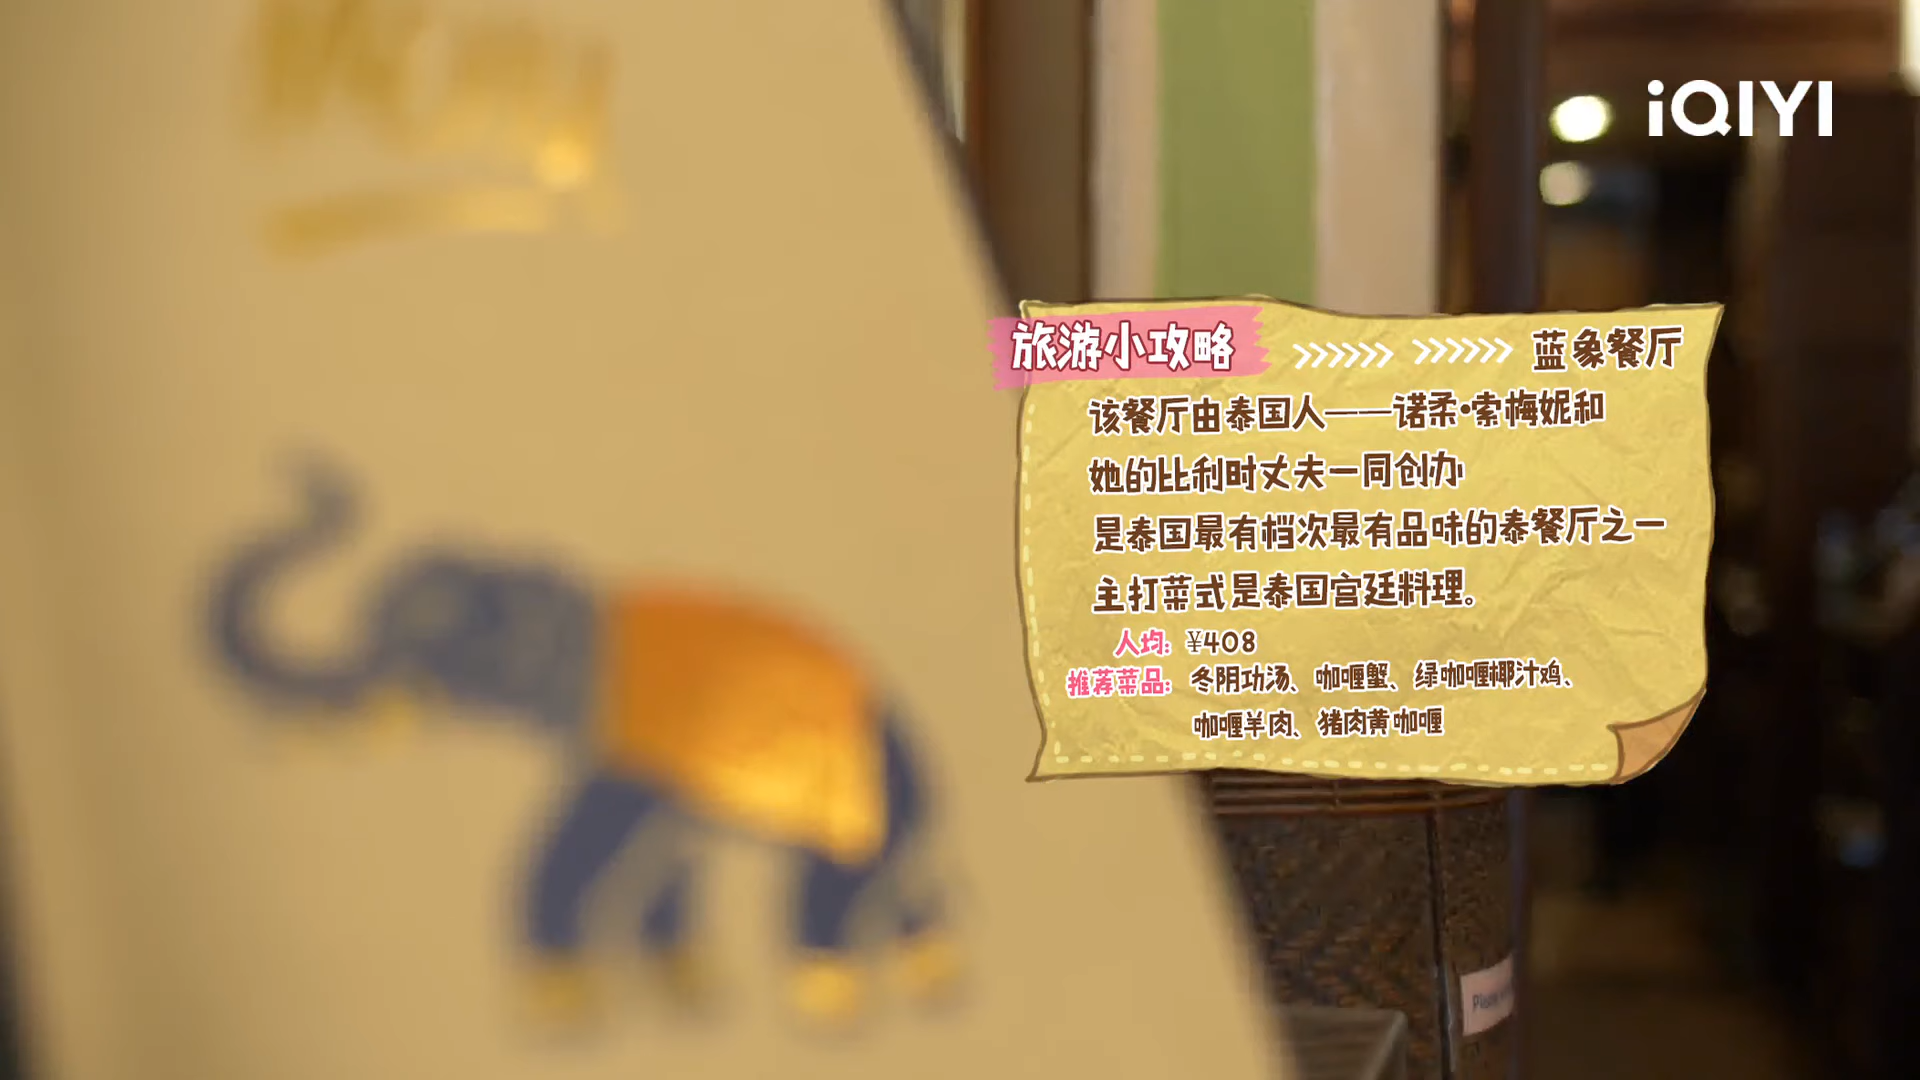 iQIYI
旅游小攻略 >>>>>> >>>>>> 蓝象餐厅
该餐厅由泰国人——诺柔•索梅妮和
她的比利时丈夫一同创办
是泰国最有档次最有品味的泰餐厅之一
主打菜式是泰国宫廷料理。
人均: ¥408
推荐菜品: 冬阴功汤、咖喱蟹、绿咖喱椰汁鸡、
咖喱羊肉、猪肉黄咖喱